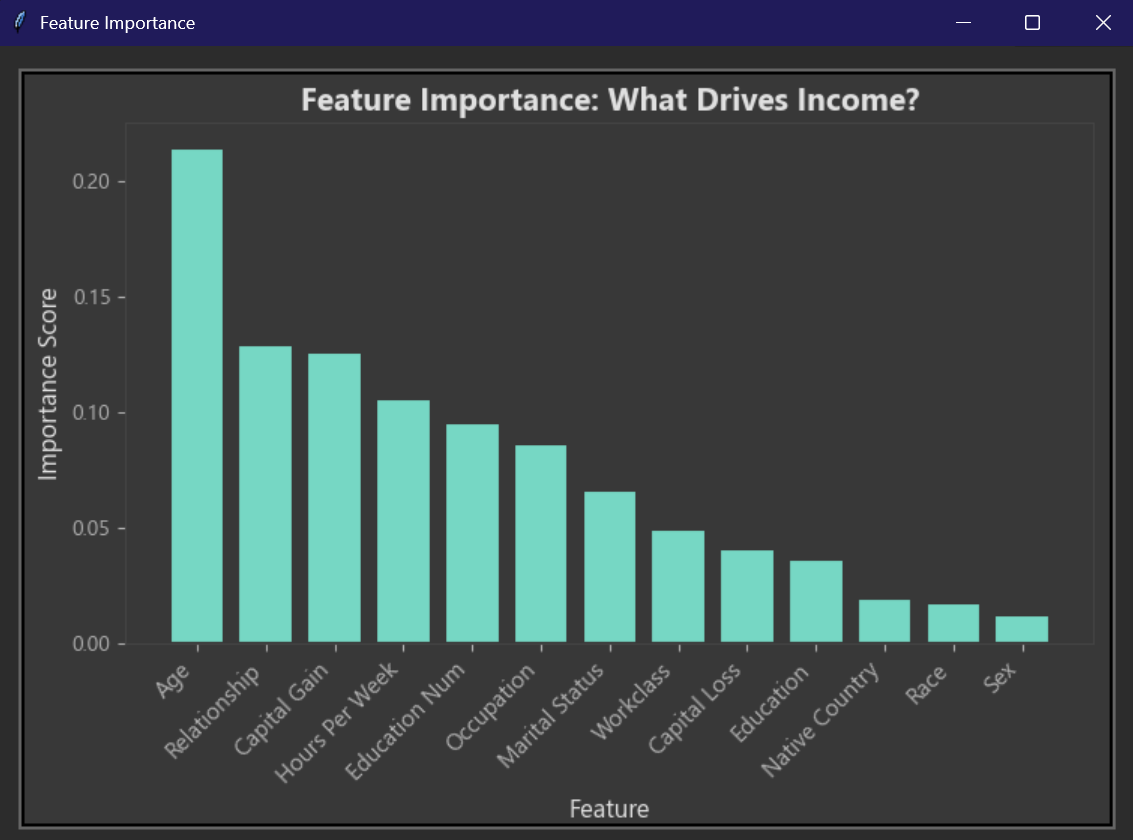 Feature Importance
Feature Importance: What Drives Income?
Importance Score
0.20
0.15
0.10
0.05
0.00
Age
Relationship
Capital Gain
Hours Per Week
Education Num
Occupation
Marital Status
Workclass
Capital Loss
Education
Native Country
Race
Sex
Feature